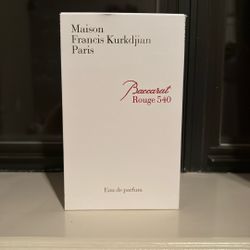 Maison
Francis Kurkdjian
Paris
Baccarat
Rouge 540
Eau de parfum